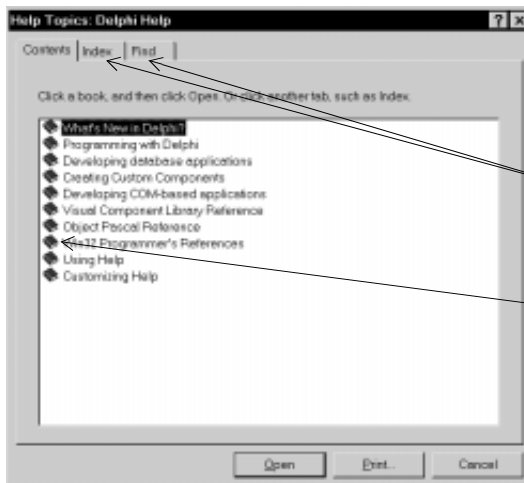 Help Topics: Delphi Help
Contents Index Find
Click a book, and then click Open. Or click another tab, such as Index.
What's New in Delphi?
Programming with Delphi
Developing database applications
Creating Custom Components
Developing COM-based applications
Visual Component Library Reference
Object Pascal Reference
Win32 Programmer's References
Using Help
Customizing Help
Open Print... Cancel